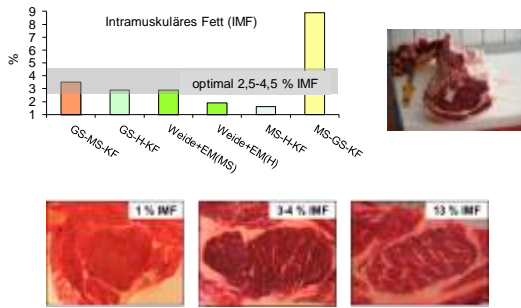 Intramuskuläres Fett (IMF)
%
9
8
7
6
5
4
3
2
1
optimal 2,5-4,5 % IMF
GS-MS-KF
GS-H-KF
Weide+EM(MS)
Weide+EM(H)
MS-H-KF
MS-GS-KF
1 % IMF
3-4 % IMF
13 % IMF